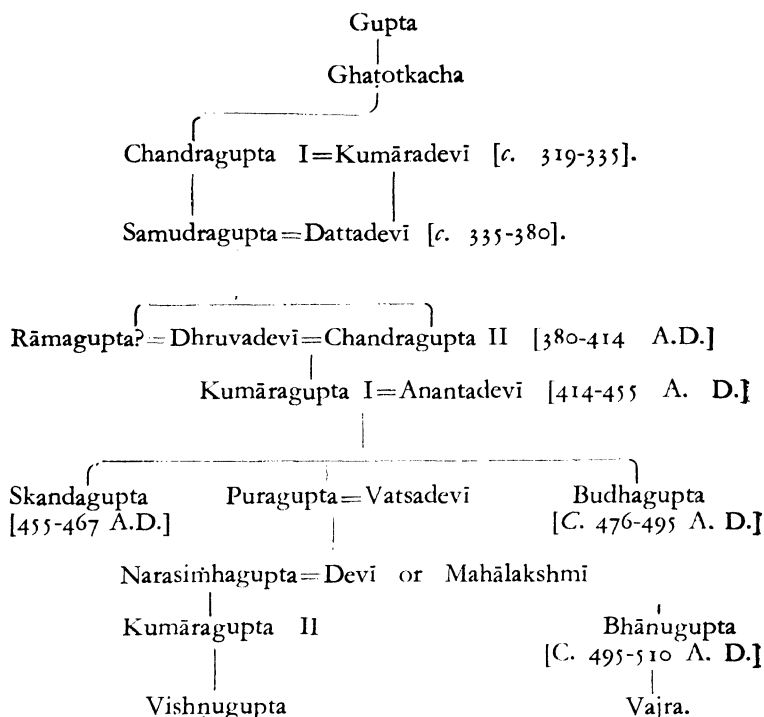 Gupta
Ghaṭotkacha
Chandragupta I=Kumāradevī [c. 319-335].
Samudragupta=Dattadevī [c. 335-380].
Rāmagupta?=Dhruvadevī=Chandragupta II [380-414 A.D.]
Kumāragupta I=Anantadevī [414-455 A. D.]
Skandagupta Puragupta=Vatsadevī Budhagupta
[455-467 A.D.] [C. 476-495 A. D.]
Narasiṁhagupta=Devī or Mahālakshmī
Kumāragupta II Bhānugupta
[C. 495-510 A. D.]
Vishṇugupta Vajra.